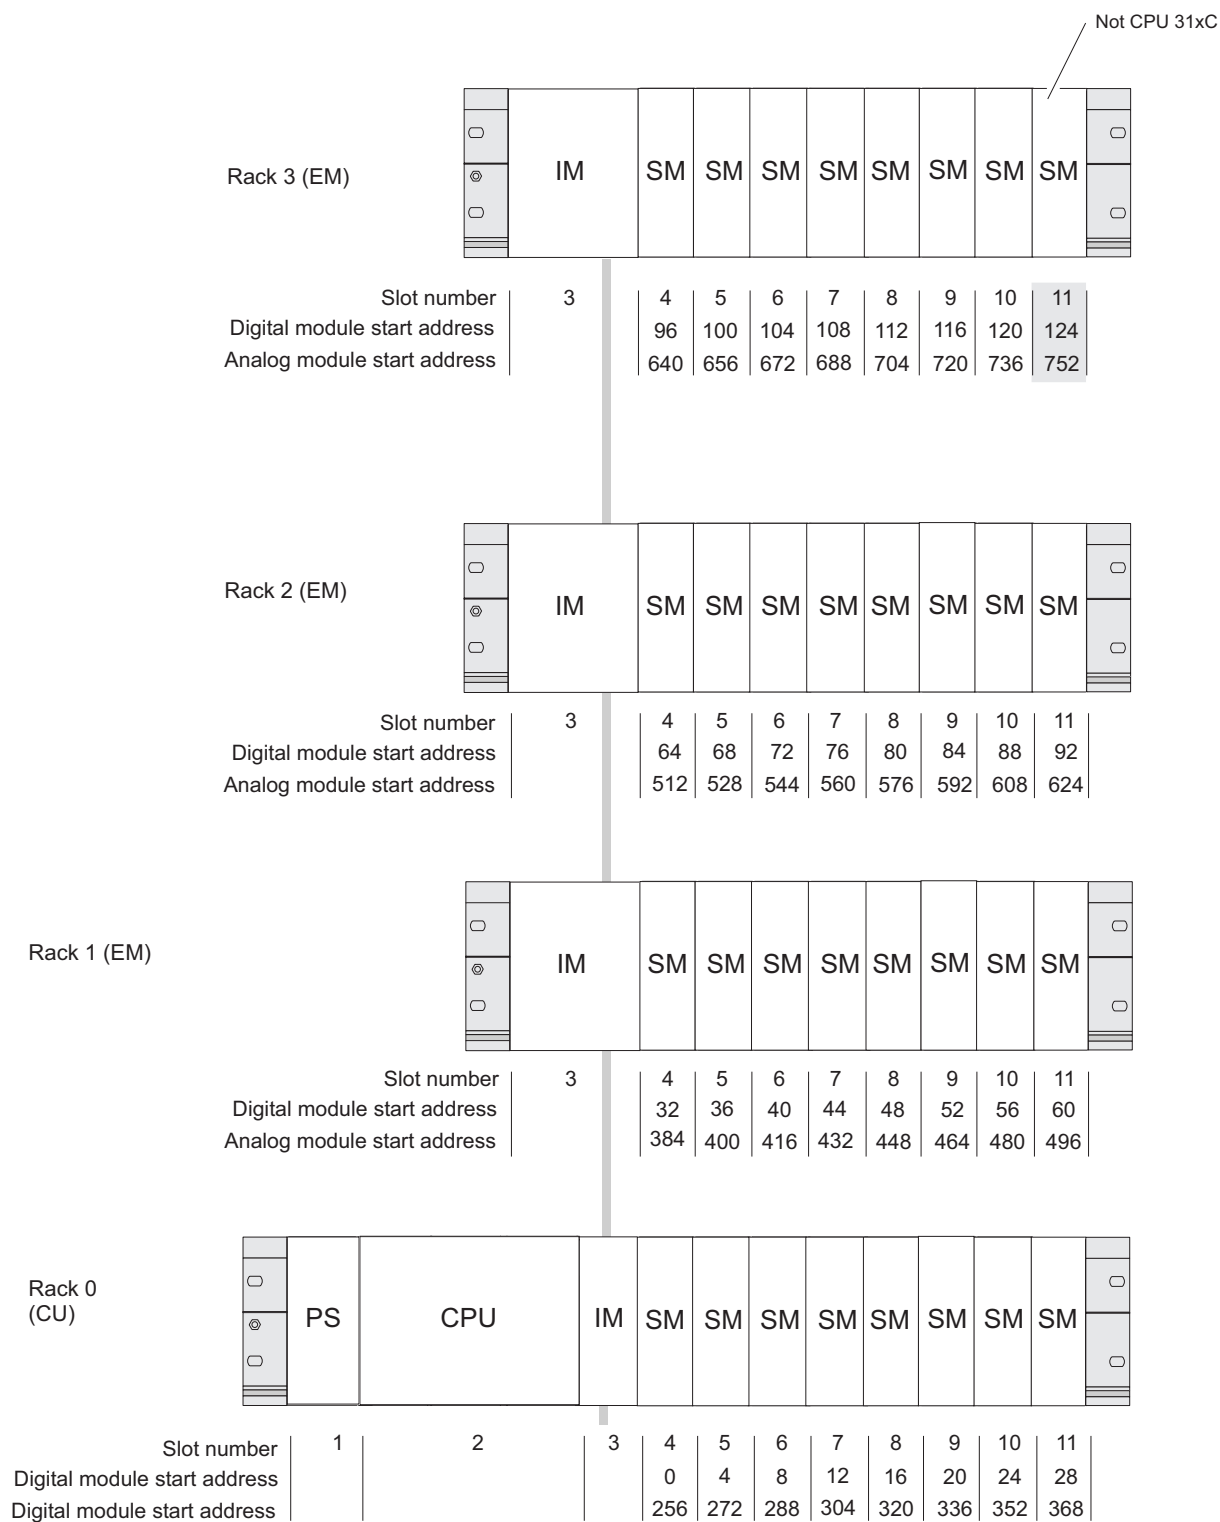 Not CPU 31xC
Rack 3 (EM)
IM SM SM SM SM SM SM SM SM
Slot number 3 4 5 6 7 8 9 10 11
Digital module start address 96 100 104 108 112 116 120 124
Analog module start address 640 656 672 688 704 720 736 752
Rack 2 (EM)
IM SM SM SM SM SM SM SM SM
Slot number 3 4 5 6 7 8 9 10 11
Digital module start address 64 68 72 76 80 84 88 92
Analog module start address 512 528 544 560 576 592 608 624
Rack 1 (EM)
IM SM SM SM SM SM SM SM SM
Slot number 3 4 5 6 7 8 9 10 11
Digital module start address 32 36 40 44 48 52 56 60
Analog module start address 384 400 416 432 448 464 480 496
Rack 0
(CU)
PS CPU IM SM SM SM SM SM SM SM SM
Slot number 1 2 3 4 5 6 7 8 9 10 11
Digital module start address 0 4 8 12 16 20 24 28
Digital module start address 256 272 288 304 320 336 352 368